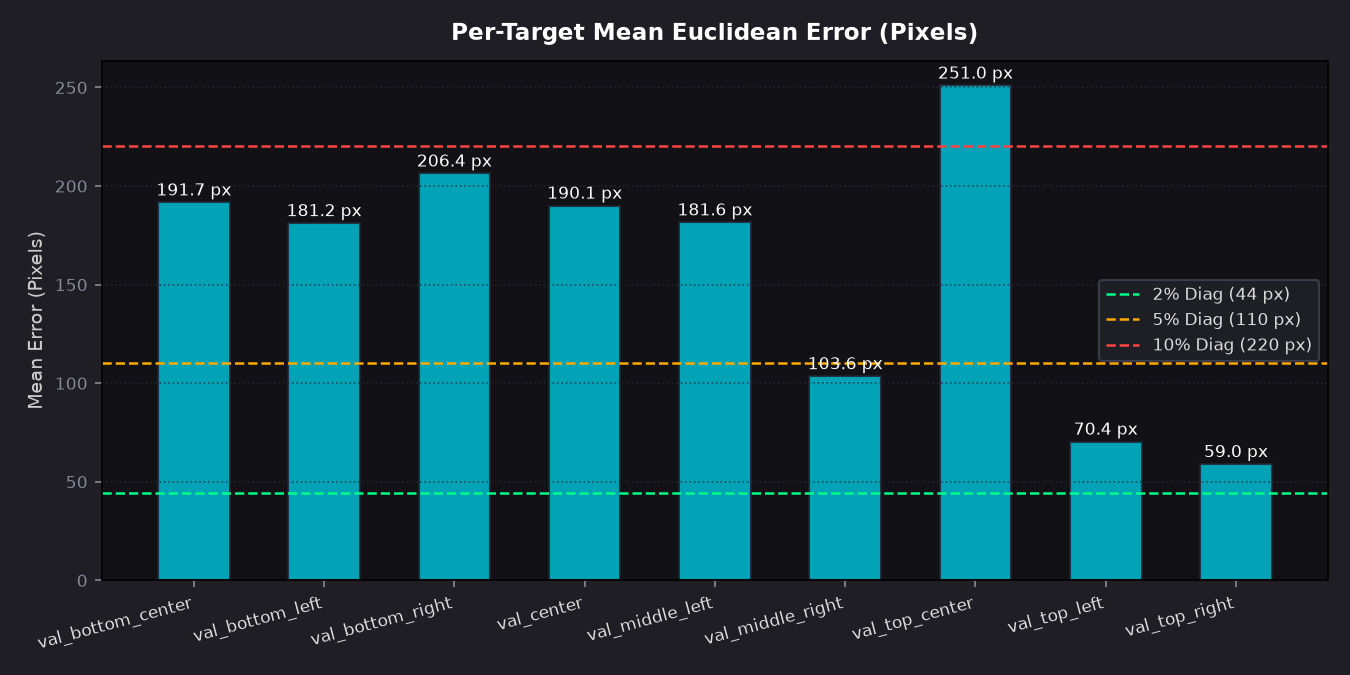 Per-Target Mean Euclidean Error (Pixels)
Mean Error (Pixels)
250
200
150
100
50
0
191.7 px
181.2 px
206.4 px
190.1 px
181.6 px
103.6 px
251.0 px
70.4 px
59.0 px
2% Diag (44 px)
5% Diag (110 px)
10% Diag (220 px)
val_bottom_center
val_bottom_left
val_bottom_right
val_center
val_middle_left
val_middle_right
val_top_center
val_top_left
val_top_right